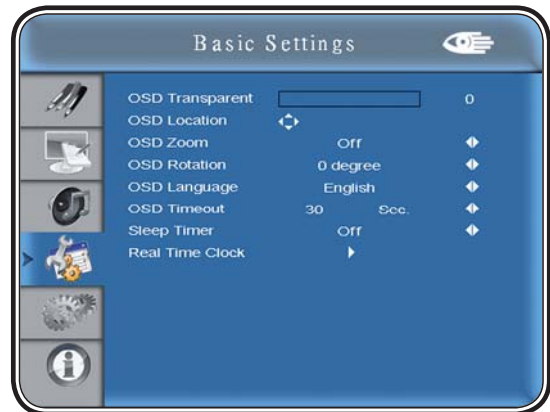 Basic Settings
OSD Transparent 0
OSD Location
OSD Zoom Off
OSD Rotation 0 degree
OSD Language English
OSD Timeout 30 Sec.
Sleep Timer Off
Real Time Clock